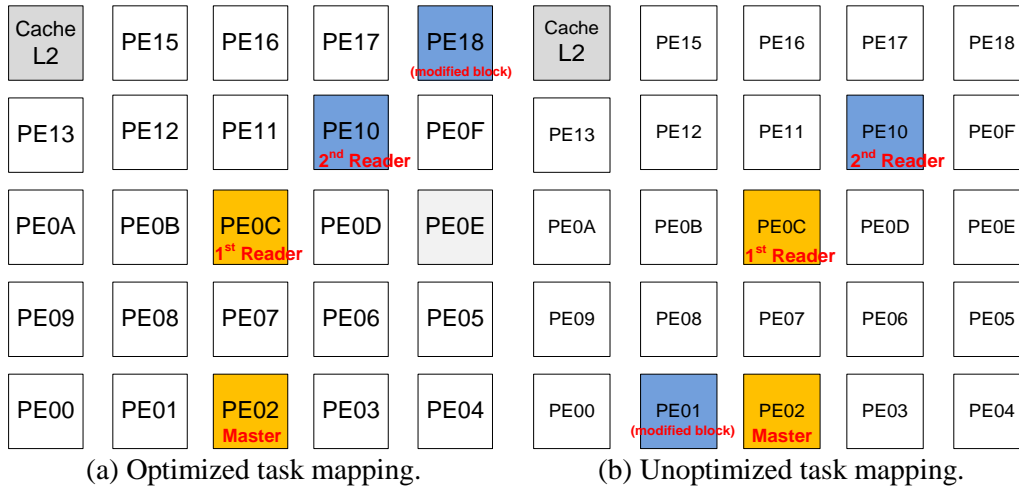 Cache
L2
PE15
PE16
PE17
PE18
(modified block)
PE13
PE12
PE11
PE10
2nd Reader
PE0F
PE0A
PE0B
PE0C
1st Reader
PE0D
PE0E
PE09
PE08
PE07
PE06
PE05
PE00
PE01
PE02
Master
PE03
PE04
(a) Optimized task mapping.
Cache
L2
PE15
PE16
PE17
PE18
PE13
PE12
PE11
PE10
2nd Reader
PE0F
PE0A
PE0B
PE0C
1st Reader
PE0D
PE0E
PE09
PE08
PE07
PE06
PE05
PE00
PE01
(modified block)
PE02
Master
PE03
PE04
(b) Unoptimized task mapping.